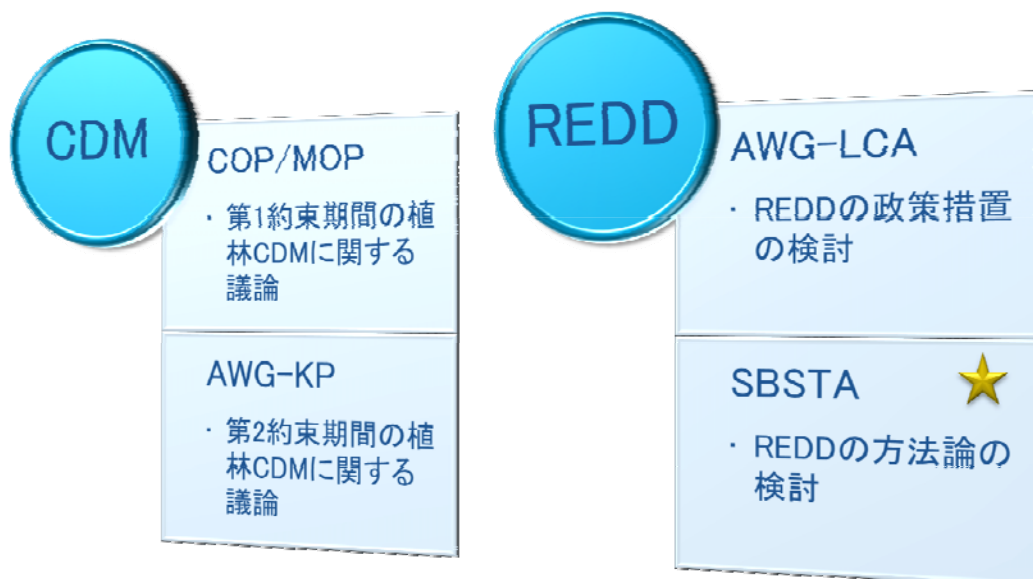 CDM
COP/MOP
・第1約束期間の植
林CDMに関する
議論
AWG-KP
・第2約束期間の植
林CDMに関する
議論
REDD
AWG-LCA
・REDDの政策措置
の検討
SBSTA
・REDDの方法論の
検討